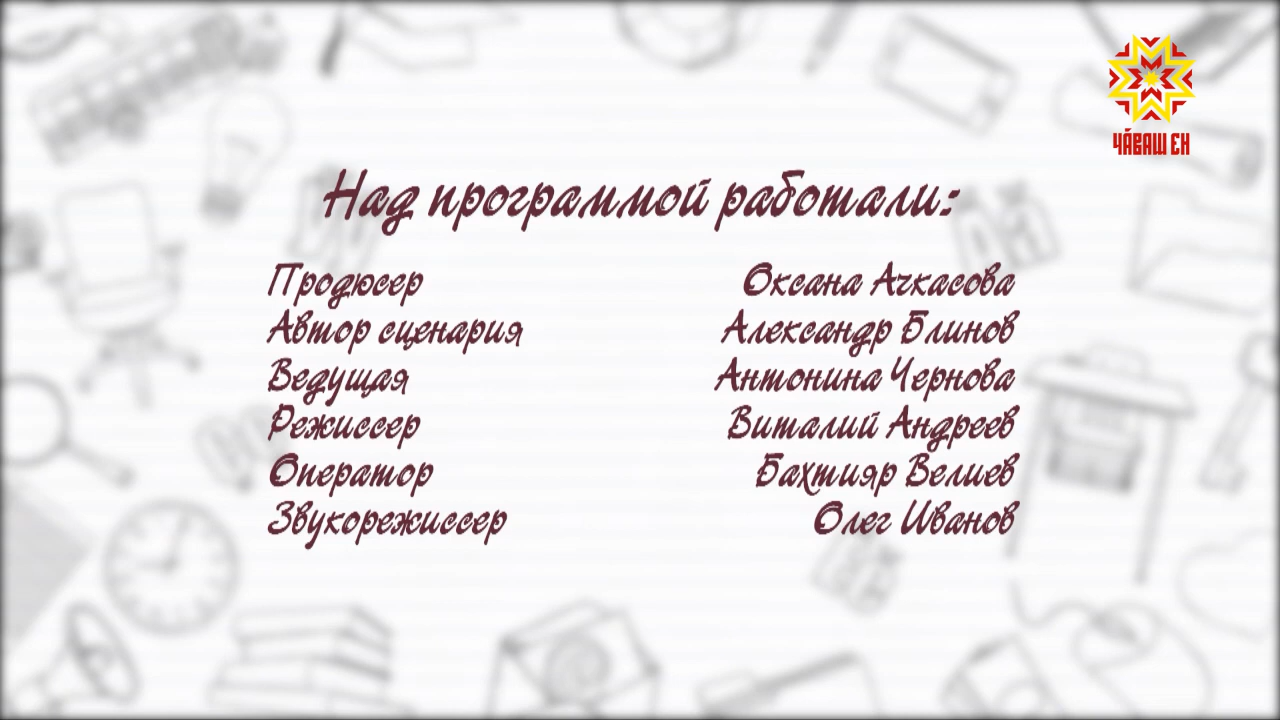 ЧӐВАШ ЕН
Над программой работали:
Продюсер Оксана Ачкасова
Автор сценария Александр Блинов
Ведущая Антонина Чернова
Режиссер Виталий Андреев
Оператор Бахтияр Велиев
Звукорежиссер Олег Иванов